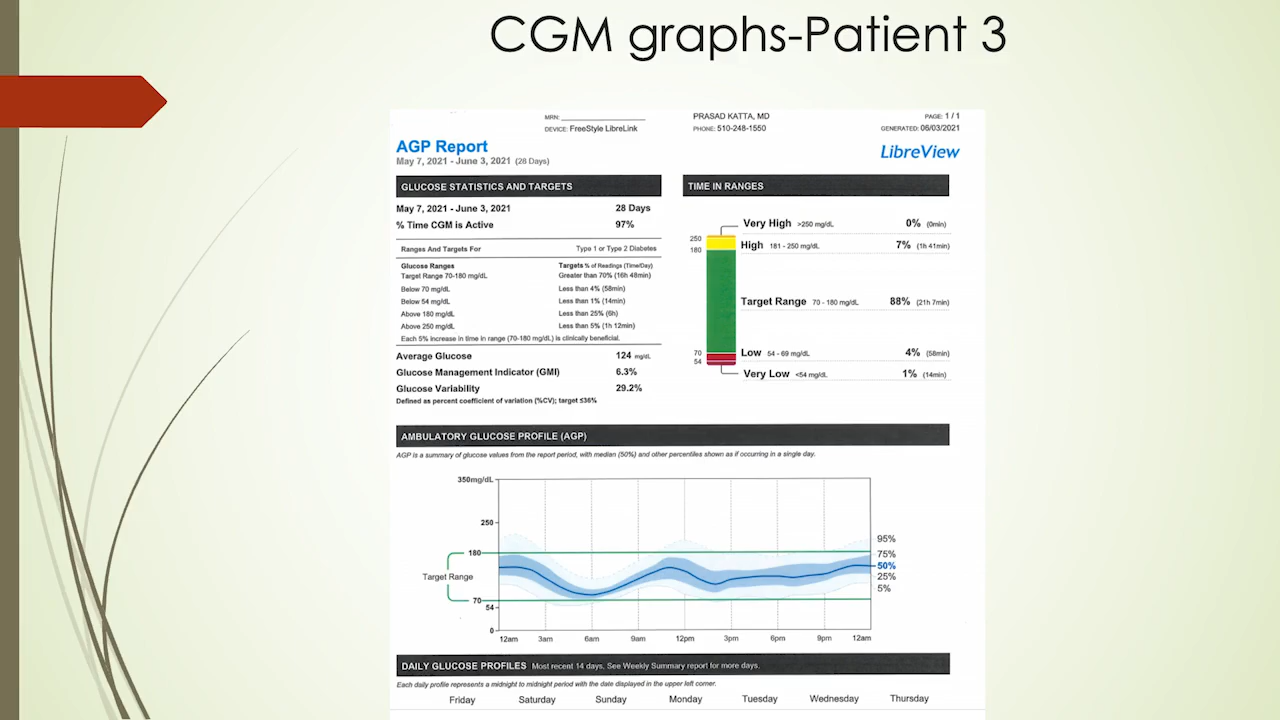 CGM graphs-Patient 3
MRN:
DEVICE: FreeStyle LibreLink
PRASAD KATTA, MD
PHONE: 510-248-1550
PAGE: 1 / 1
GENERATED: 06/03/2021
AGP Report
May 7, 2021 - June 3, 2021 (28 Days)
LibreView
GLUCOSE STATISTICS AND TARGETS
May 7, 2021 - June 3, 2021 28 Days
% Time CGM is Active 97%
Ranges And Targets For Type 1 or Type 2 Diabetes
Glucose Ranges Targets % of Readings (Time/Day)
Target Range 70-180 mg/dL Greater than 70% (16h 48min)
Below 70 mg/dL Less than 4% (58min)
Below 54 mg/dL Less than 1% (14min)
Above 180 mg/dL Less than 25% (6h)
Above 250 mg/dL Less than 5% (1h 12min)
Each 5% increase in time in range (70-180 mg/dL) is clinically beneficial.
Average Glucose 124 mg/dL
Glucose Management Indicator (GMI) 6.3%
Glucose Variability 29.2%
Defined as percent coefficient of variation (%CV); target ≤36%
TIME IN RANGES
Very High >250 mg/dL 0% (0min)
250
High 181 - 250 mg/dL 7% (1h 41min)
180
Target Range 70 - 180 mg/dL 88% (21h 7min)
70
Low 54 - 69 mg/dL 4% (58min)
54
Very Low <54 mg/dL 1% (14min)
AMBULATORY GLUCOSE PROFILE (AGP)
AGP is a summary of glucose values from the report period, with median (50%) and other percentiles shown as if occurring in a single day.
350mg/dL
250
180
Target Range
70
54
0
95%
75%
50%
25%
5%
12am 3am 6am 9am 12pm 3pm 6pm 9pm 12am
DAILY GLUCOSE PROFILES Most recent 14 days, See Weekly Summary report for more days.
Each daily profile represents a midnight to midnight period with the date displayed in the upper left corner.
Friday Saturday Sunday Monday Tuesday Wednesday Thursday